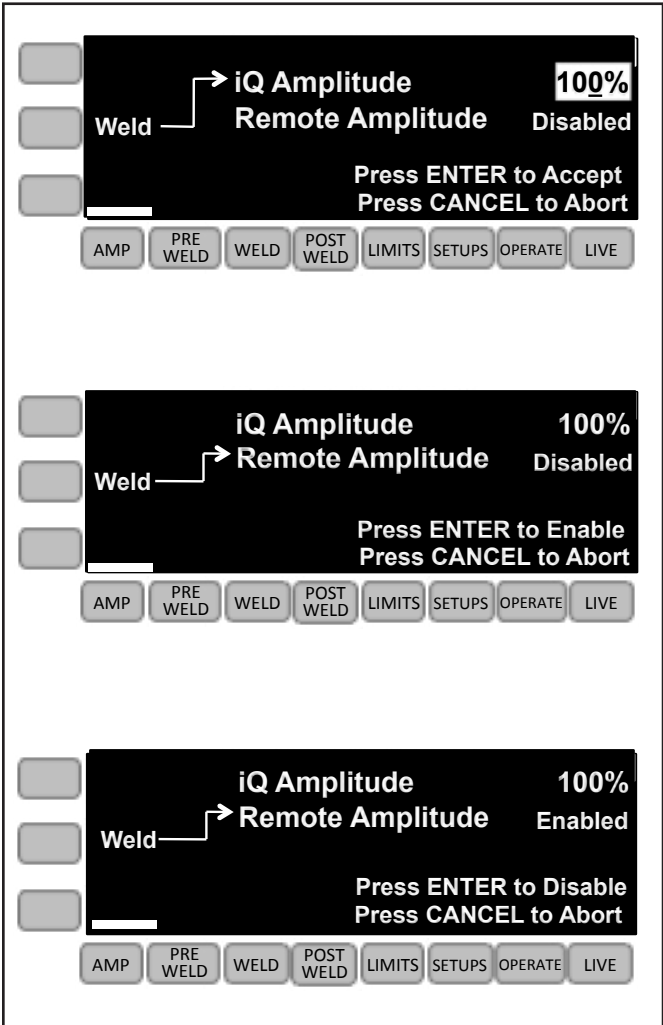 iQ Amplitude 100%
Weld Remote Amplitude Disabled
Press ENTER to Accept
Press CANCEL to Abort
AMP PRE WELD WELD POST WELD LIMITS SETUPS OPERATE LIVE
iQ Amplitude 100%
Remote Amplitude Disabled
Weld
Press ENTER to Enable
Press CANCEL to Abort
AMP PRE WELD WELD POST WELD LIMITS SETUPS OPERATE LIVE
iQ Amplitude 100%
Remote Amplitude Enabled
Weld
Press ENTER to Disable
Press CANCEL to Abort
AMP PRE WELD WELD POST WELD LIMITS SETUPS OPERATE LIVE